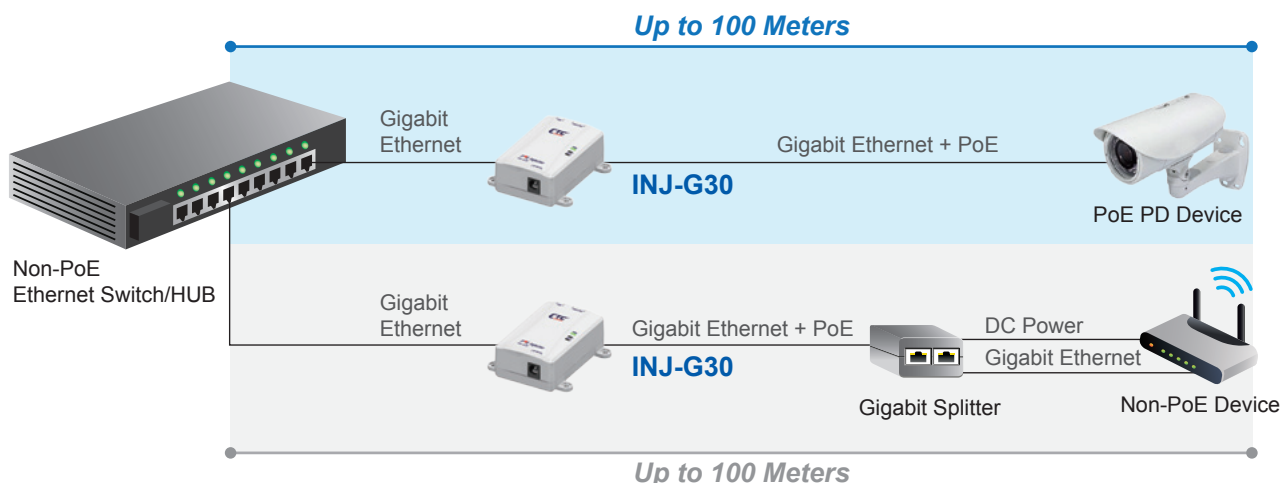 Up to 100 Meters
Gigabit
Ethernet
CTC
Gigabit Ethernet + PoE
INJ-G30
PoE PD Device
Non-PoE
Ethernet Switch/HUB
Gigabit
Ethernet
CTC
Gigabit Ethernet + PoE
INJ-G30
DC Power
Gigabit Ethernet
Gigabit Splitter
Non-PoE Device
Up to 100 Meters